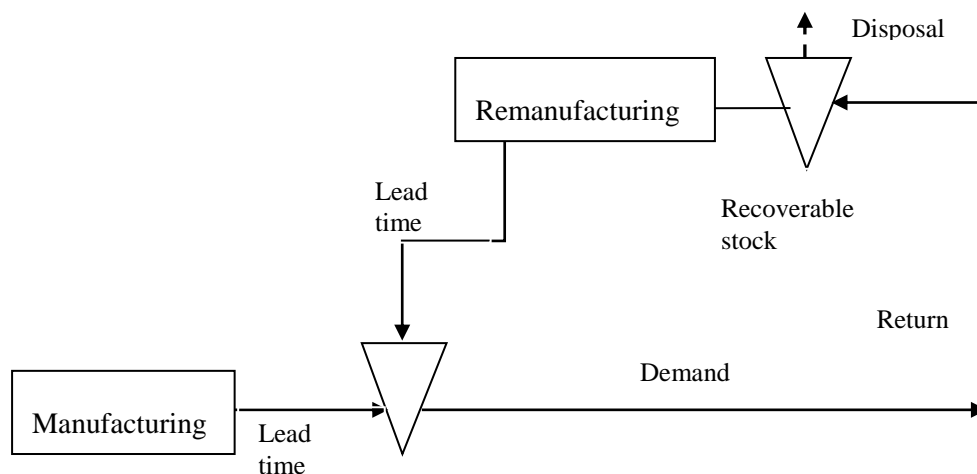 Disposal
Remanufacturing
Lead
time
Recoverable
stock
Return
Demand
Manufacturing
Lead
time